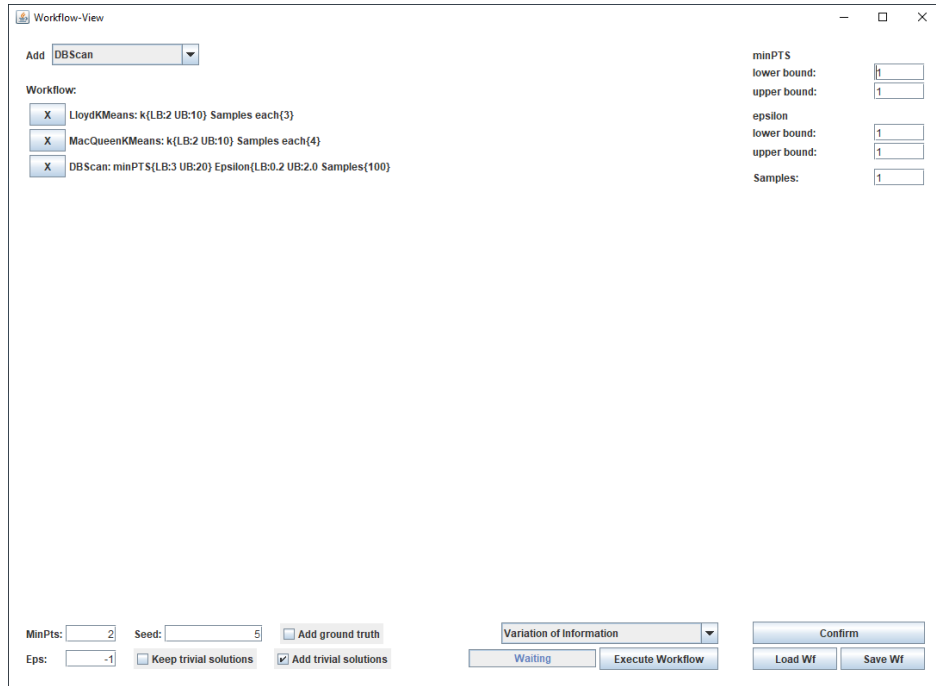 Workflow-View
Add DBScan
minPTS
lower bound: 1
upper bound: 1
epsilon
lower bound: 1
upper bound: 1
Samples: 1
Workflow:
X LloydKMeans: k{LB:2 UB:10} Samples each{3}
X MacQueenKMeans: k{LB:2 UB:10} Samples each{4}
X DBScan: minPTS{LB:3 UB:20} Epsilon{LB:0.2 UB:2.0 Samples{100}
MinPts: 2 Seed: 5 Add ground truth Variation of Information Confirm
Eps: -1 Keep trivial solutions Add trivial solutions Waiting Execute Workflow Load Wf Save Wf